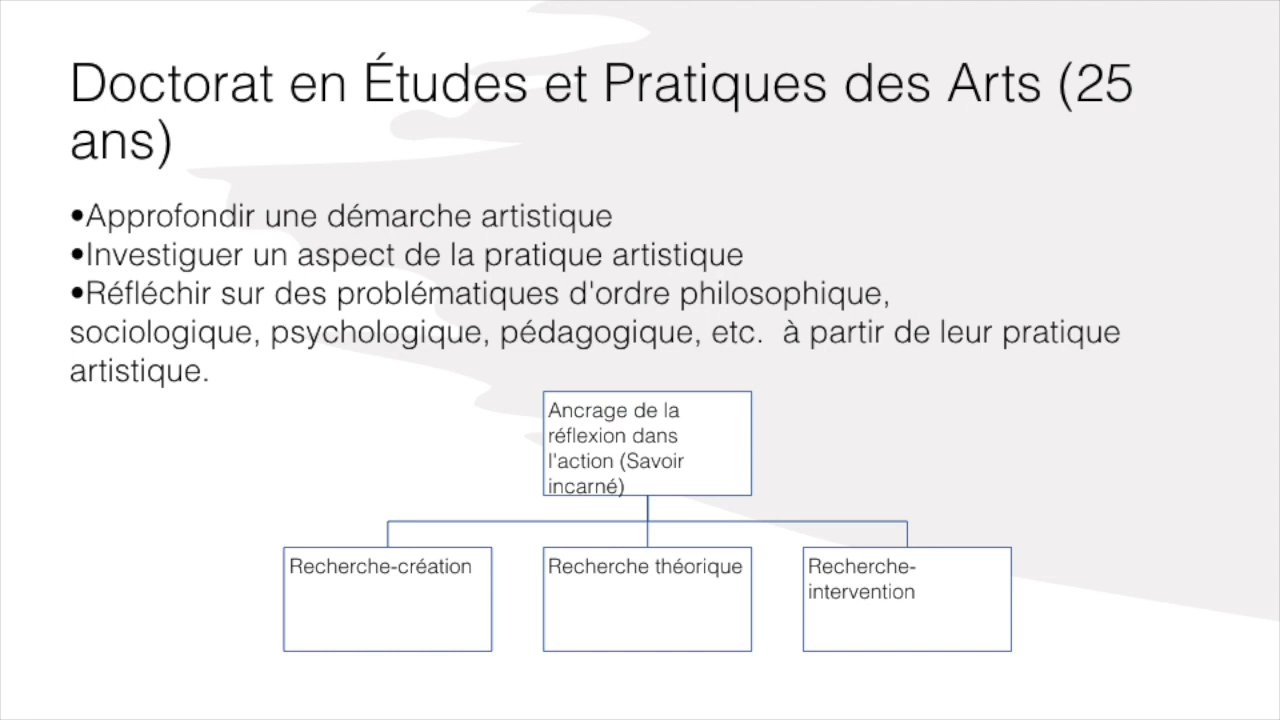 Doctorat en Études et Pratiques des Arts (25
ans)
•Approfondir une démarche artistique
•Investiguer un aspect de la pratique artistique
•Réfléchir sur des problématiques d'ordre philosophique,
sociologique, psychologique, pédagogique, etc.  à partir de leur pratique
artistique.
Ancrage de la
réflexion dans
l'action (Savoir
incarné)
Recherche-création
Recherche théorique
Recherche-
intervention